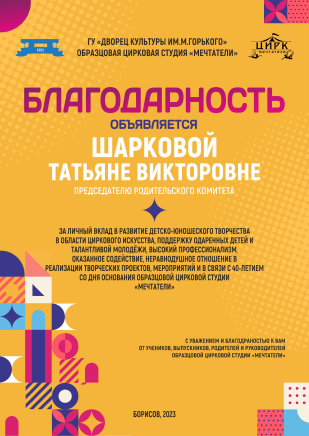 ГУ «ДВОРЕЦ КУЛЬТУРЫ ИМ.М.ГОРЬКОГО»
ОБРАЗЦОВАЯ ЦИРКОВАЯ СТУДИЯ «МЕЧТАТЕЛИ»
ЦИРК
МЕЧТАТЕЛИ
БЛАГОДАРНОСТЬ
ОБЪЯВЛЯЕТСЯ
ШАРКОВОЙ
ТАТЬЯНЕ ВИКТОРОВНЕ
ПРЕДСЕДАТЕЛЮ РОДИТЕЛЬСКОГО КОМИТЕТА
ЗА ЛИЧНЫЙ ВКЛАД В РАЗВИТИЕ ДЕТСКО-ЮНОШЕСКОГО ТВОРЧЕСТВА
В ОБЛАСТИ ЦИРКОВОГО ИСКУССТВА, ПОДДЕРЖКУ ОДАРЕННЫХ ДЕТЕЙ И
ТАЛАНТЛИВОЙ МОЛОДЁЖИ, ВЫСОКИЙ ПРОФЕССИОНАЛИЗМ,
ОКАЗАННОЕ СОДЕЙСТВИЕ, НЕРАВНОДУШНОЕ ОТНОШЕНИЕ В
РЕАЛИЗАЦИИ ТВОРЧЕСКИХ ПРОЕКТОВ, МЕРОПРИЯТИЙ И В СВЯЗИ С 40-ЛЕТИЕМ
СО ДНЯ ОСНОВАНИЯ ОБРАЗЦОВОЙ ЦИРКОВОЙ СТУДИИ
«МЕЧТАТЕЛИ»
С УВАЖЕНИЕМ И БЛАГОДРАНОСТЬЮ К ВАМ
ОТ УЧЕНИКОВ, ВЫПУСКНИКОВ, РОДИТЕЛЕЙ И РУКОВОДИТЕЛЕЙ
ОБРАЗЦОВОЙ ЦИРКОВОЙ СТУДИИ «МЕЧТАТЕЛИ»
БОРИСОВ, 2023